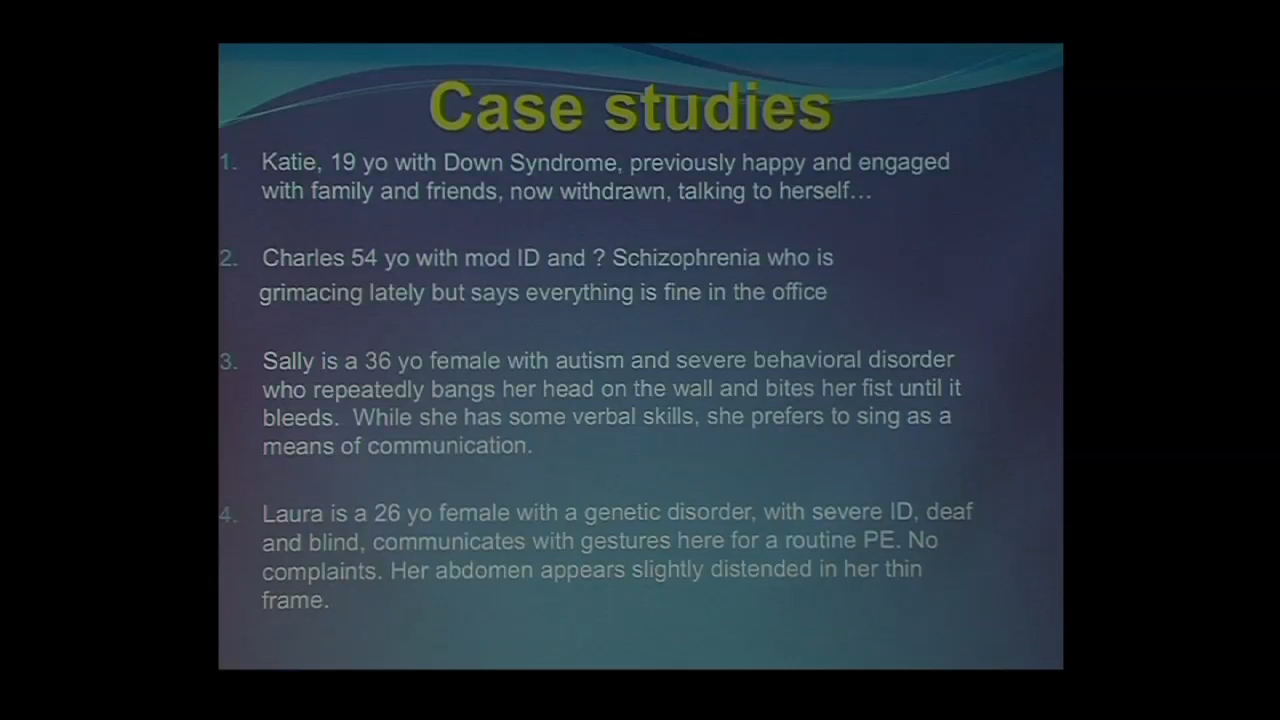 Case studies
1. Katie, 19 yo with Down Syndrome, previously happy and engaged
with family and friends, now withdrawn, talking to herself…
2. Charles 54 yo with mod ID and ? Schizophrenia who is
grimacing lately but says everything is fine in the office
3. Sally is a 36 yo female with autism and severe behavioral disorder
who repeatedly bangs her head on the wall and bites her fist until it
bleeds. While she has some verbal skills, she prefers to sing as a
means of communication.
4. Laura is a 26 yo female with a genetic disorder, with severe ID, deaf
and blind, communicates with gestures here for a routine PE. No
complaints. Her abdomen appears slightly distended in her thin
frame.